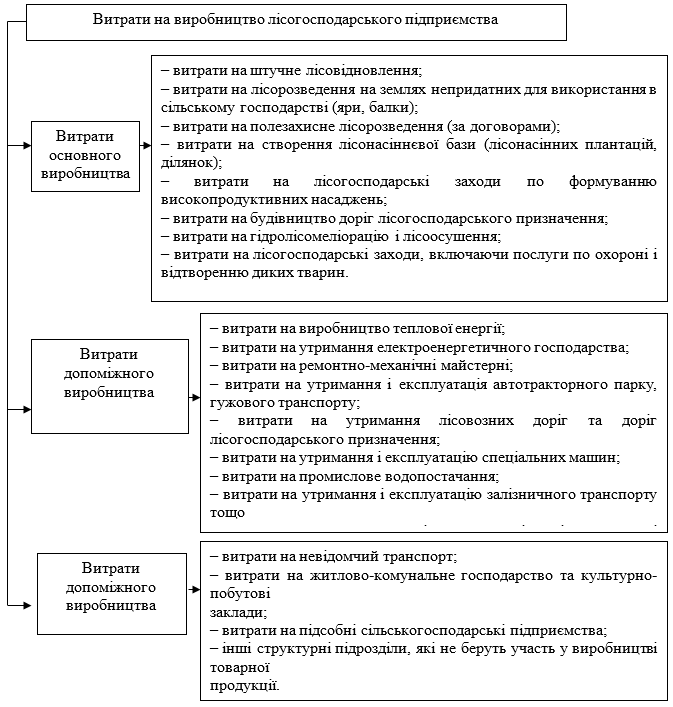 Витрати на виробництво лісогосподарського підприємства
Витрати
основного
виробництва
– витрати на штучне лісовідновлення;
– витрати на лісорозведення на землях непридатних для використання в
сільському господарстві (яри, балки);
– витрати на полезахисне лісорозведення (за договорами);
– витрати на створення лісонасіннєвої бази (лісонасінних плантацій,
ділянок);
– витрати на лісогосподарські заходи по формуванню
високопродуктивних насаджень;
– витрати на будівництво доріг лісогосподарського призначення;
– витрати на гідролісомеліорацію і лісоосушення;
– витрати на лісогосподарські заходи, включаючи послуги по охороні і
відтворенню диких тварин.
Витрати
допоміжного
виробництва
– витрати на виробництво теплової енергії;
– витрати на утримання електроенергетичного господарства;
– витрати на ремонтно-механічні майстерні;
– витрати на утримання і експлуатація автотракторного парку,
гужового транспорту;
– витрати на утримання лісовозних доріг та доріг
лісогосподарського призначення;
– витрати на утримання і експлуатацію спеціальних машин;
– витрати на промислове водопостачання;
– витрати на утримання і експлуатацію залізничного транспорту
тощо
Витрати
допоміжного
виробництва
– витрати на невідомчий транспорт;
– витрати на житлово-комунальне господарство та культурно-
побутові
заклади;
– витрати на підсобні сільськогосподарські підприємства;
– інші структурні підрозділи, які не беруть участь у виробництві
товарної
продукції.